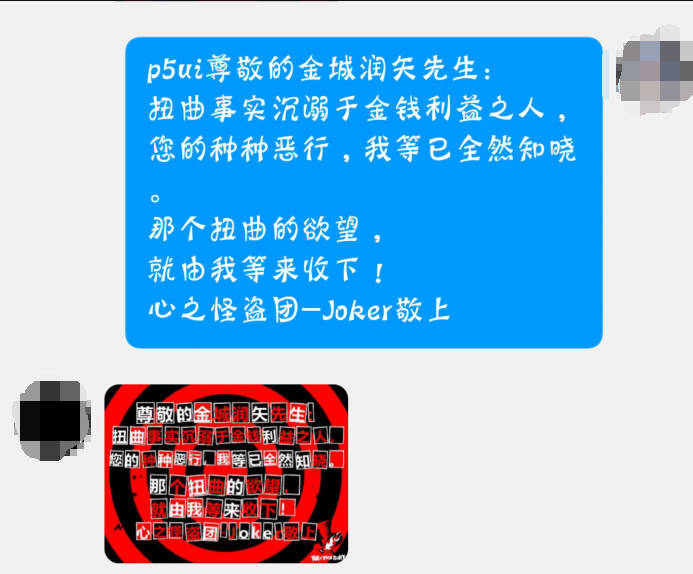 p5ui尊敬的金城润矢先生：
扭曲事实沉溺于金钱利益之人，
您的种种恶行，我等已全然知晓
。
那个扭曲的欲望，
就由我等来收下！
心之怪盗团—Joker敬上
尊敬的金城润矢先生：
扭曲事实沉溺于金钱利益之人，
您的种种恶行，我等已全然知晓。
那个扭曲的欲望，
就由我等来收下！
心之怪盗团-Joker敬上